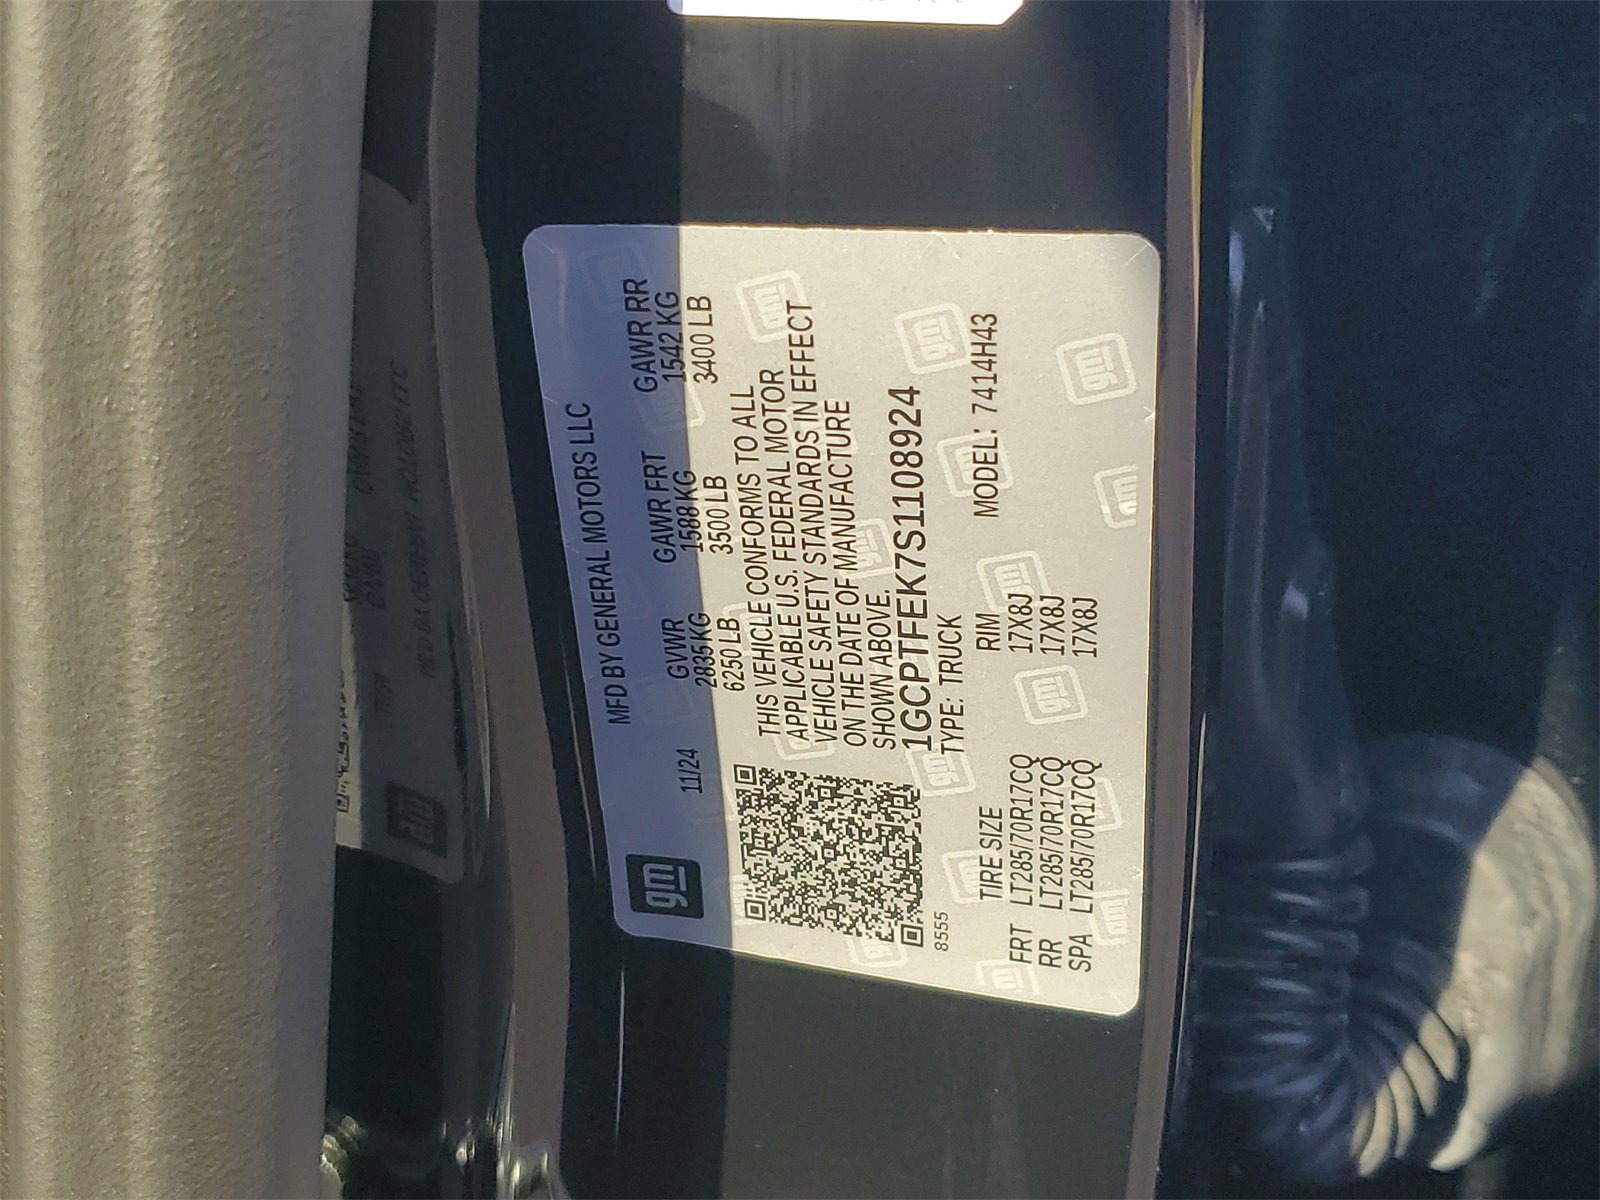 gm
MFD BY GENERAL MOTORS LLC
11/24
GVWR GAWR FRT GAWR RR
2835 KG 1588 KG 1542 KG
6250 LB 3500 LB 3400 LB
THIS VEHICLE CONFORMS TO ALL
APPLICABLE U.S. FEDERAL MOTOR
VEHICLE SAFETY STANDARDS IN EFFECT
ON THE DATE OF MANUFACTURE
SHOWN ABOVE.
1GCPTFEK7S1108924
8555
TYPE: TRUCK MODEL: 7414H43
TIRE SIZE RIM
FRT LT285/70R17CQ 17X8J
RR LT285/70R17CQ 17X8J
SPA LT285/70R17CQ 17X8J